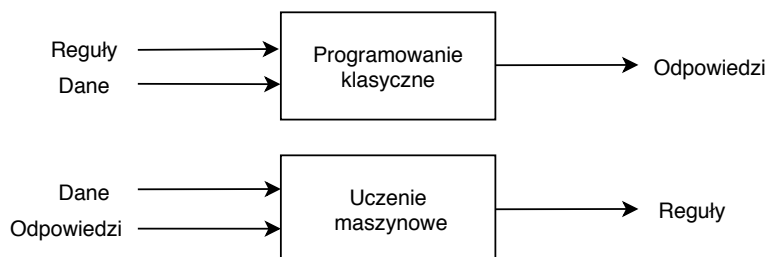 Reguły
Dane
Programowanie
klasyczne
Odpowiedzi
Dane
Odpowiedzi
Uczenie
maszynowe
Reguły